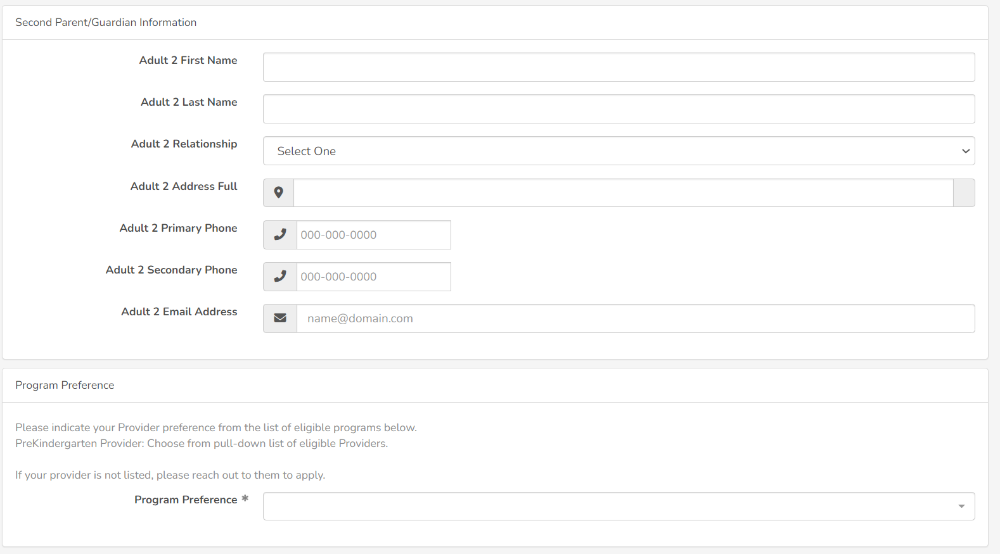 Second Parent/Guardian Information
Adult 2 First Name
Adult 2 Last Name
Adult 2 Relationship
Select One
Adult 2 Address Full
Adult 2 Primary Phone
000-000-0000
Adult 2 Secondary Phone
000-000-0000
Adult 2 Email Address
name@domain.com
Program Preference
Please indicate your Provider preference from the list of eligible programs below.
PreKindergarten Provider: Choose from pull-down list of eligible Providers.
If your provider is not listed, please reach out to them to apply.
Program Preference *